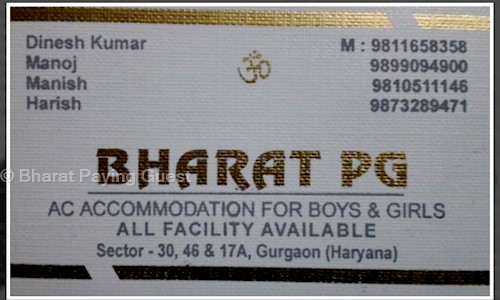 Dinesh Kumar M : 9811658358
Manoj 9899094900
Manish 9810511146
Harish 9873289471
ॐ
BHARAT PG
© Bharat Paying Guest
AC ACCOMMODATION FOR BOYS & GIRLS
ALL FACILITY AVAILABLE
Sector - 30, 46 & 17A, Gurgaon (Haryana)